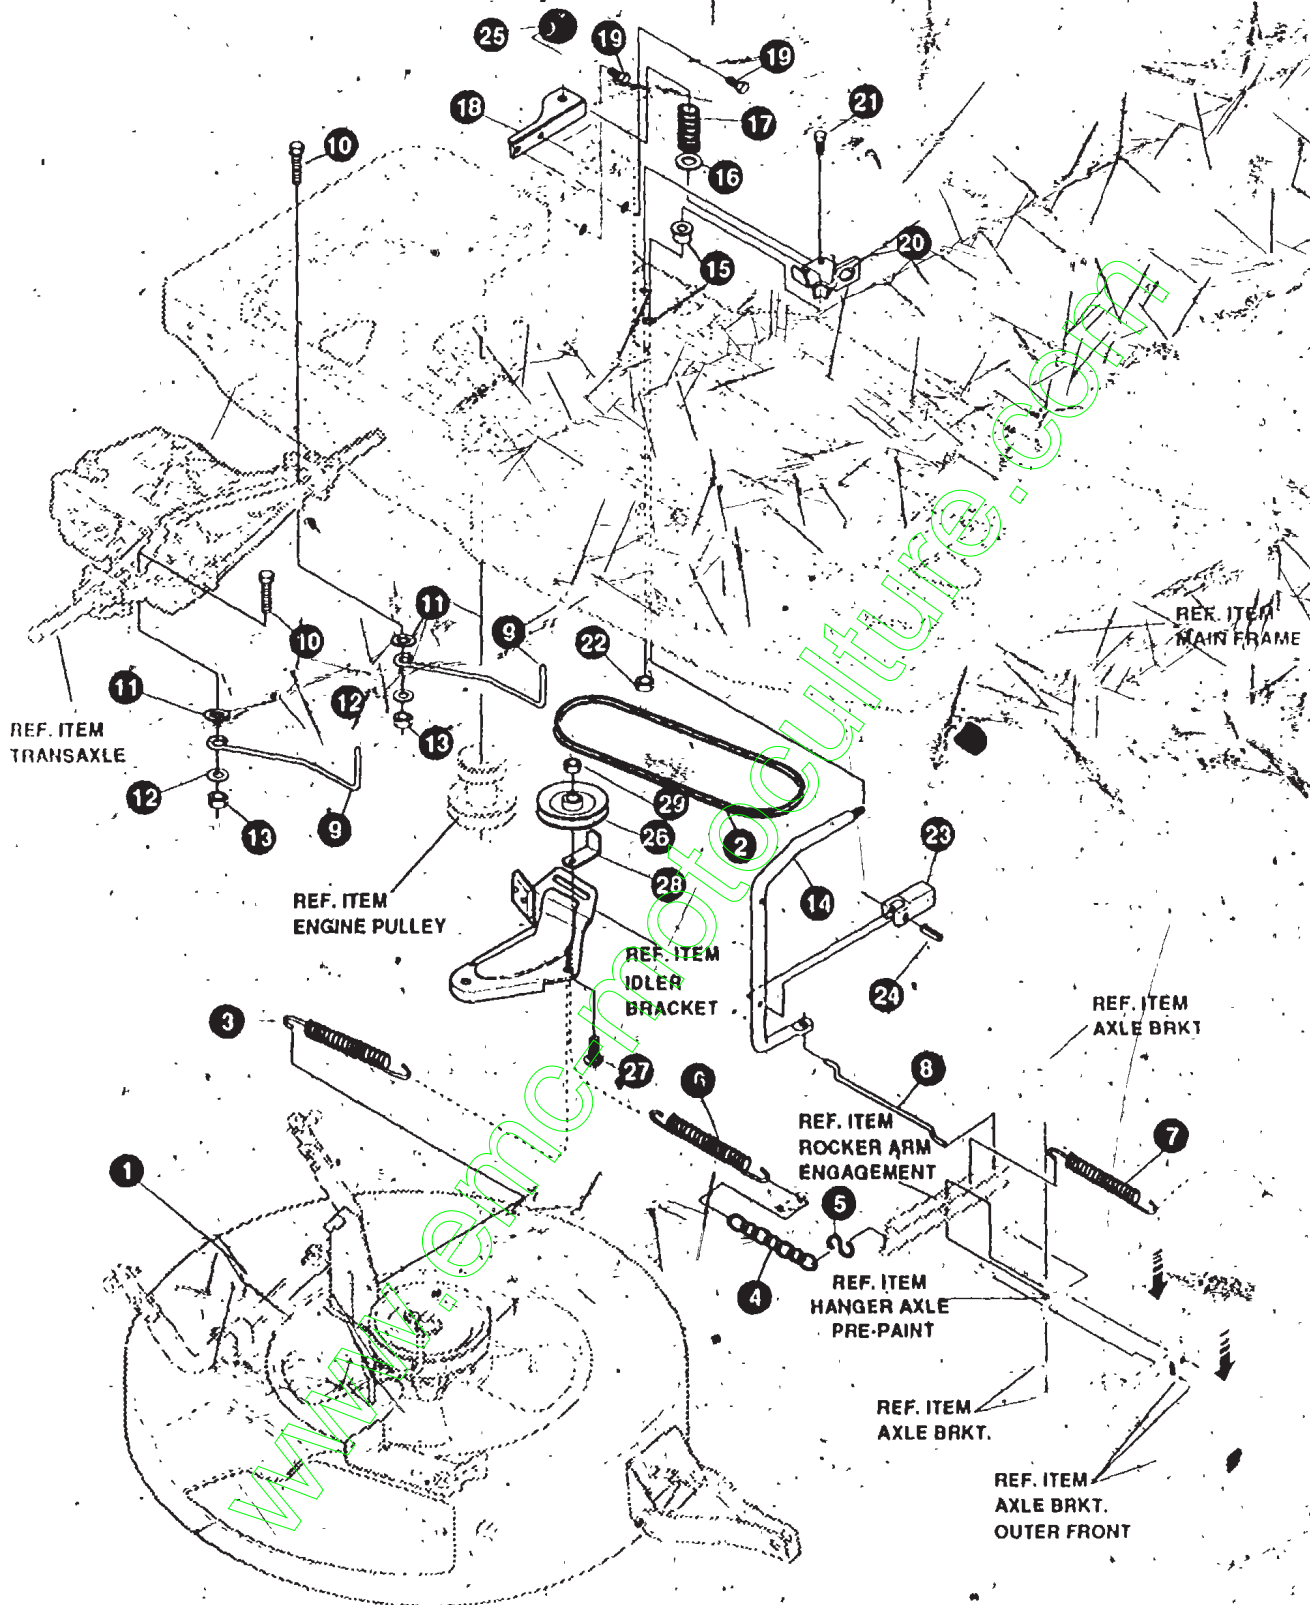 25
19
19
18
17
21
10
16
20
15
11
9
22
REF. ITEM
MAIN FRAME
10
11
12
REF. ITEM
TRANSAXLE
13
12
29
13
9
26
2
23
28
14
REF. ITEM
ENGINE PULLEY
REF. ITEM
IDLER
BRACKET
24
REF. ITEM
AXLE BRKT
3
27
6
8
REF. ITEM
ROCKER ARM
ENGAGEMENT
7
1
5
4
REF. ITEM
HANGER AXLE
PRE-PAINT
REF. ITEM
AXLE BRKT.
REF. ITEM
AXLE BRKT.
OUTER FRONT
www.emc-motoculture.com